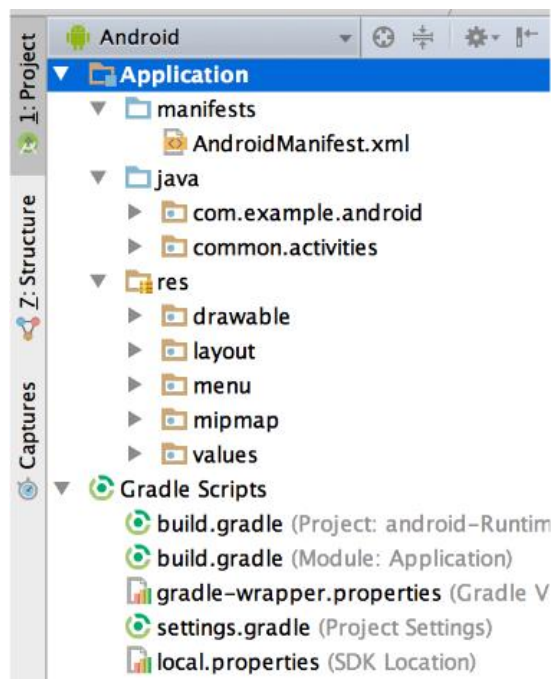 Android
1: Project
Application
manifests
AndroidManifest.xml
java
com.example.android
common.activities
Z: Structure
res
drawable
layout
menu
mipmap
Captures
values
Gradle Scripts
build.gradle (Project: android-Runtim
build.gradle (Module: Application)
gradle-wrapper.properties (Gradle V
settings.gradle (Project Settings)
local.properties (SDK Location)